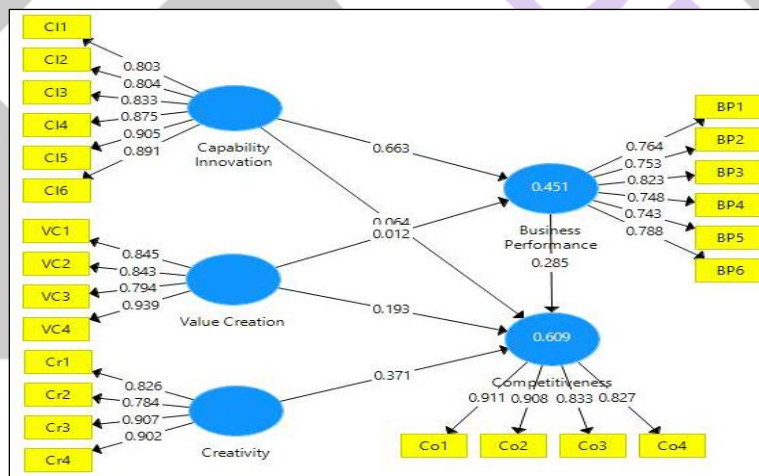 CI1
CI2
CI3
CI4
CI5
CI6
0.803
0.804
0.833
0.875
0.905
0.891
Capability
Innovation
VC1
VC2
VC3
VC4
0.845
0.843
0.794
0.939
Value Creation
Cr1
Cr2
Cr3
Cr4
0.826
0.784
0.907
0.902
Creativity
0.663
0.064
0.012
0.193
0.371
0.451
Business
Performance
0.285
0.764
0.753
0.823
0.748
0.743
0.788
BP1
BP2
BP3
BP4
BP5
BP6
0.609
Competitiveness
0.911
0.908
0.833
0.827
Co1
Co2
Co3
Co4